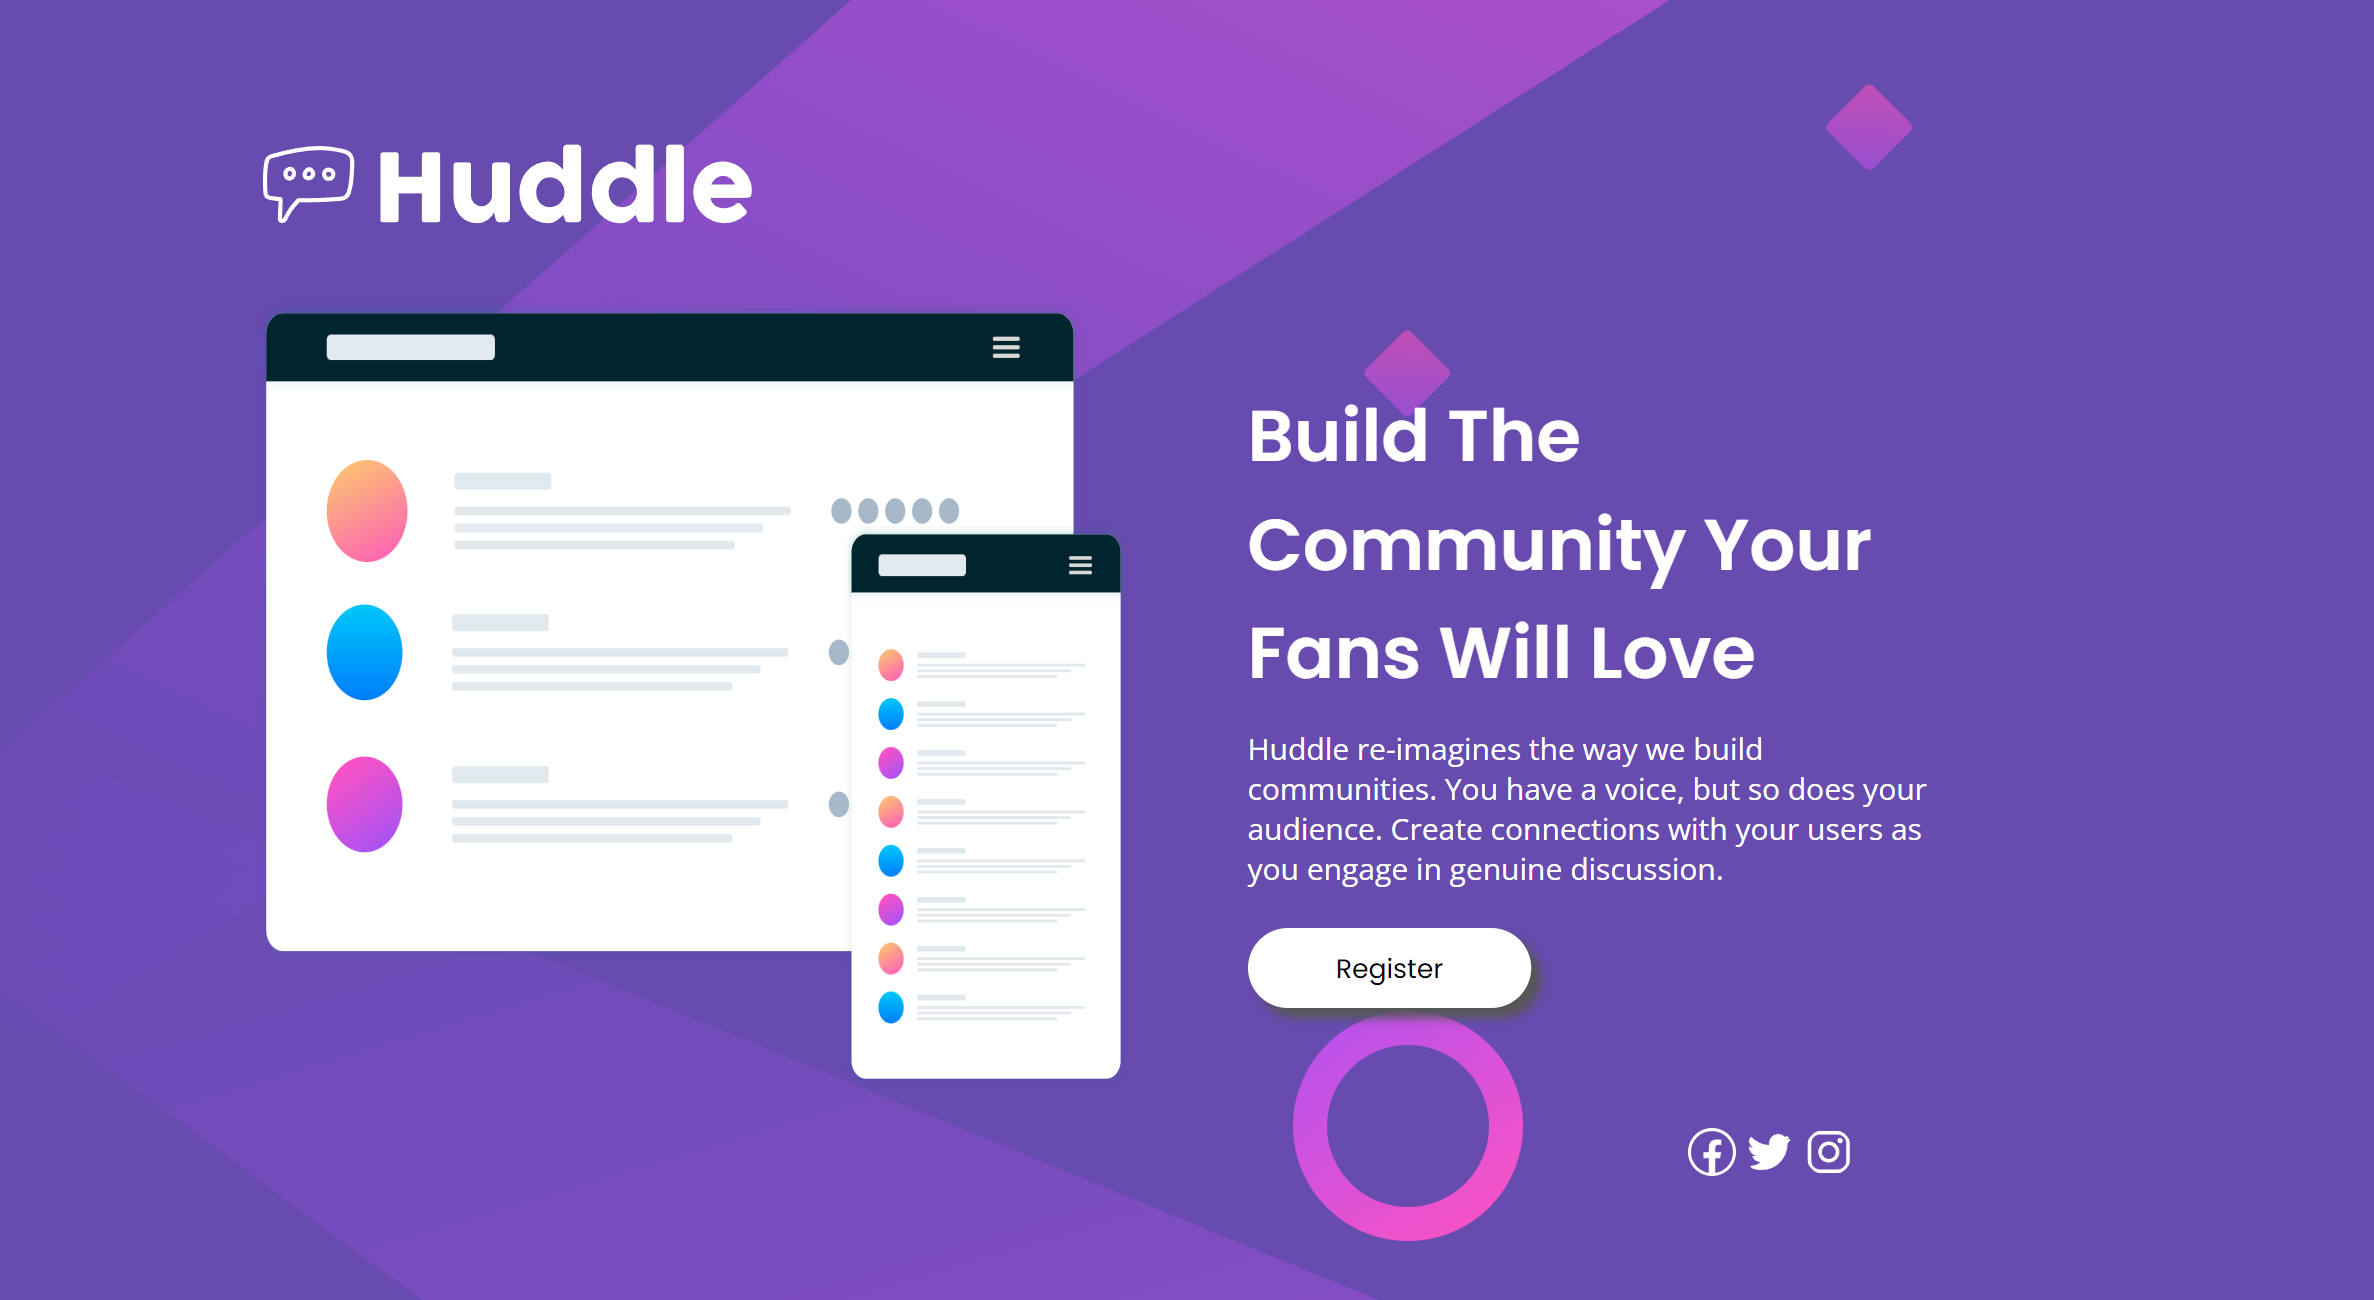 Huddle
Build The
Community Your
Fans Will Love
Huddle re-imagines the way we build
communities. You have a voice, but so does your
audience. Create connections with your users as
you engage in genuine discussion.
Register